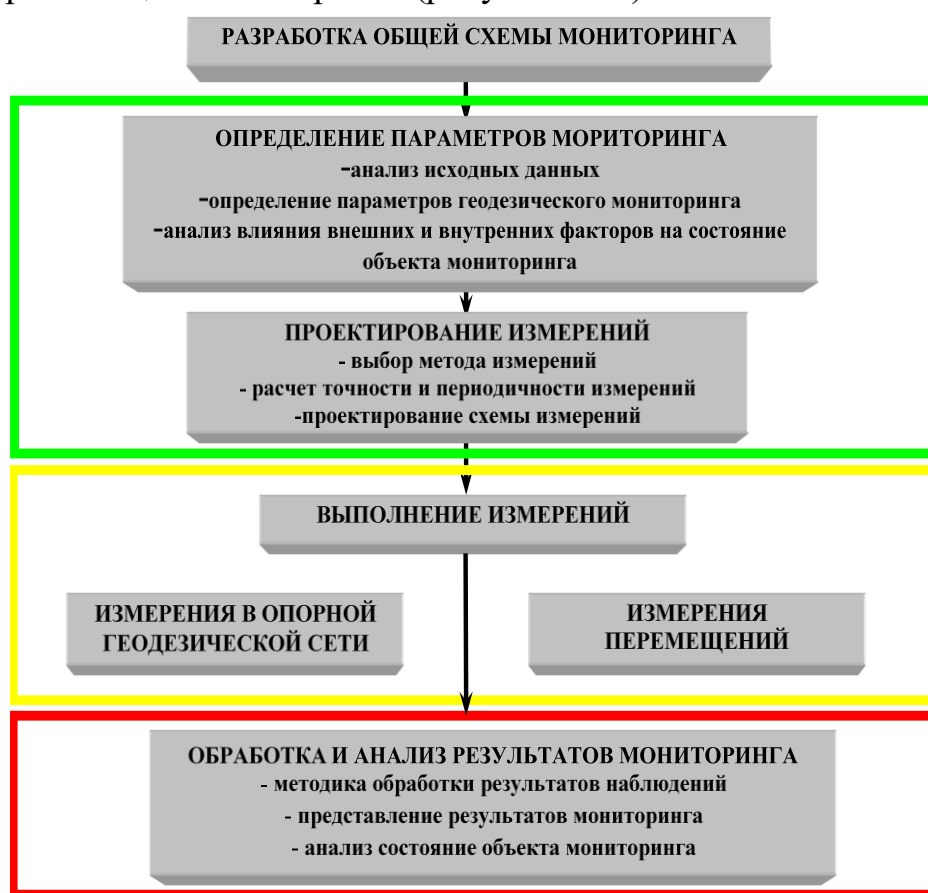 РАЗРАБОТКА ОБЩЕЙ СХЕМЫ МОНИТОРИНГА
ОПРЕДЕЛЕНИЕ ПАРАМЕТРОВ МОРИТОРИНГА
-анализ исходных данных
-определение параметров геодезического мониторинга
-анализ влияния внешних и внутренних факторов на состояние
объекта мониторинга
ПРОЕКТИРОВАНИЕ ИЗМЕРЕНИЙ
- выбор метода измерений
- расчет точности и периодичности измерений
-проектирование схемы измерений
ВЫПОЛНЕНИЕ ИЗМЕРЕНИЙ
ИЗМЕРЕНИЯ В ОПОРНОЙ
ГЕОДЕЗИЧЕСКОЙ СЕТИ
ИЗМЕРЕНИЯ
ПЕРЕМЕЩЕНИЙ
ОБРАБОТКА И АНАЛИЗ РЕЗУЛЬТАТОВ МОНИТОРИНГА
- методика обработки результатов наблюдений
- представление результатов мониторинга
- анализ состояние объекта мониторинга